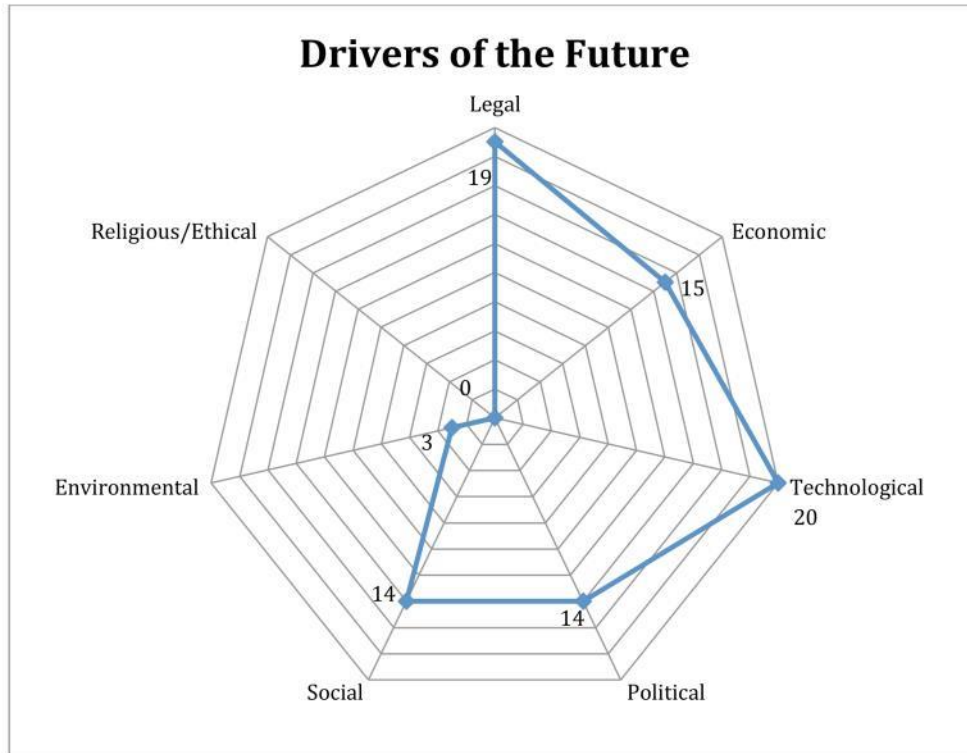 Drivers of the Future
Legal
19
Religious/Ethical
Economic
15
0
3
Environmental
Technological
20
14
14
Social
Political